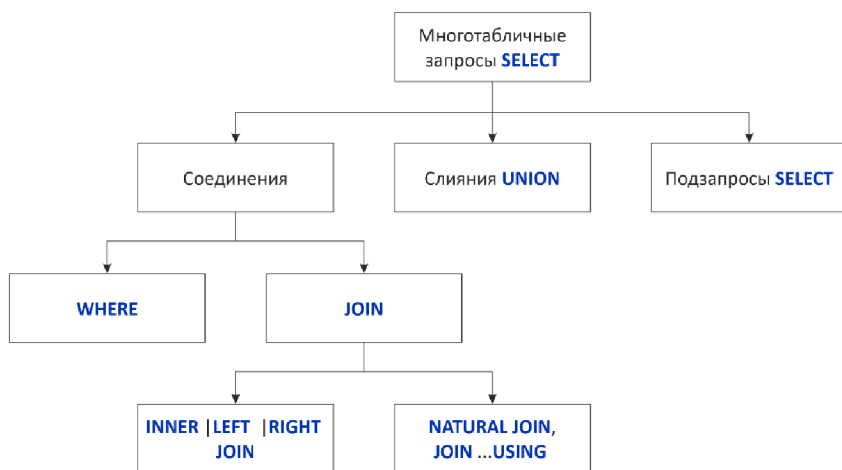 Многотабличные
запросы SELECT
Соединения
Слияния UNION
Подзапросы SELECT
WHERE
JOIN
INNER |LEFT |RIGHT
JOIN
NATURAL JOIN,
JOIN ...USING